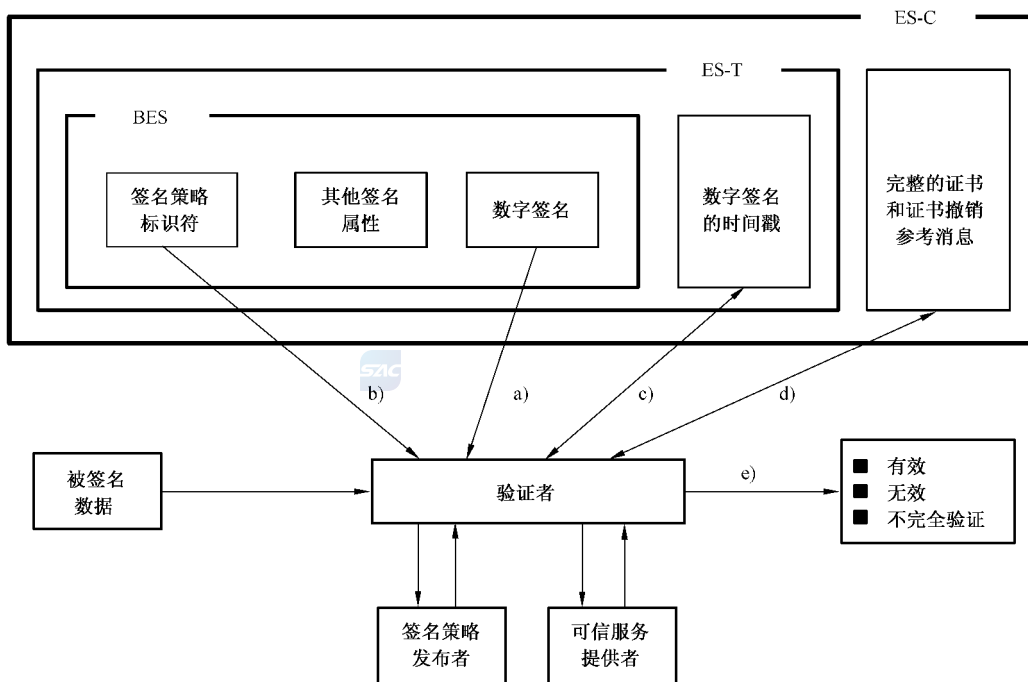 ES-C
ES-T
BES
签名策略
标识符
其他签名
属性
数字签名
数字签名
的时间戳
完整的证书
和证书撤销
参考消息
SAC
b)
a)
c)
d)
被签名
数据
验证者
e)
有效
无效
不完全验证
签名策略
发布者
可信服务
提供者